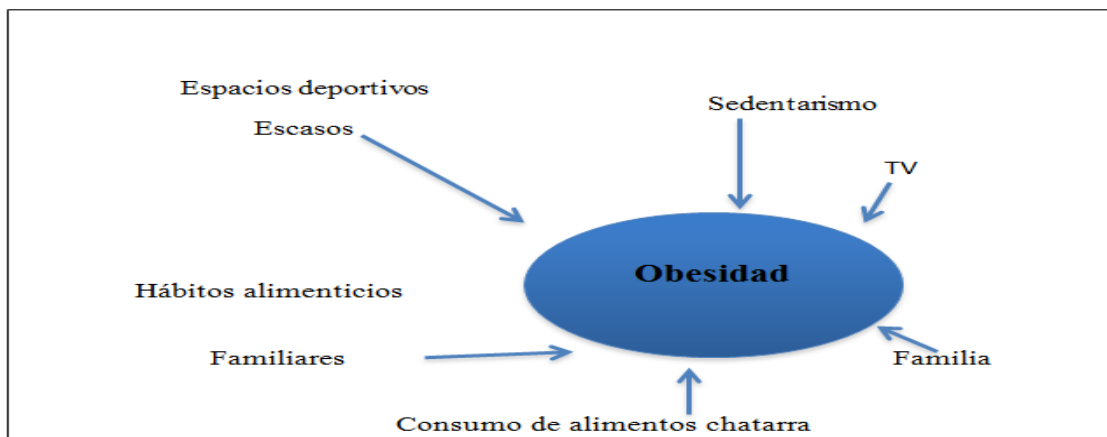 Espacios deportivos
Escasos
Sedentarismo
TV
Obesidad
Hábitos alimenticios
Familiares
Familia
Consumo de alimentos chatarra